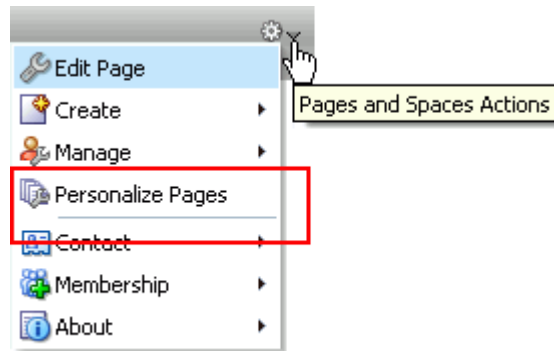 Edit Page
Pages and Spaces Actions
Create
Manage
Personalize Pages
Contact
Membership
About